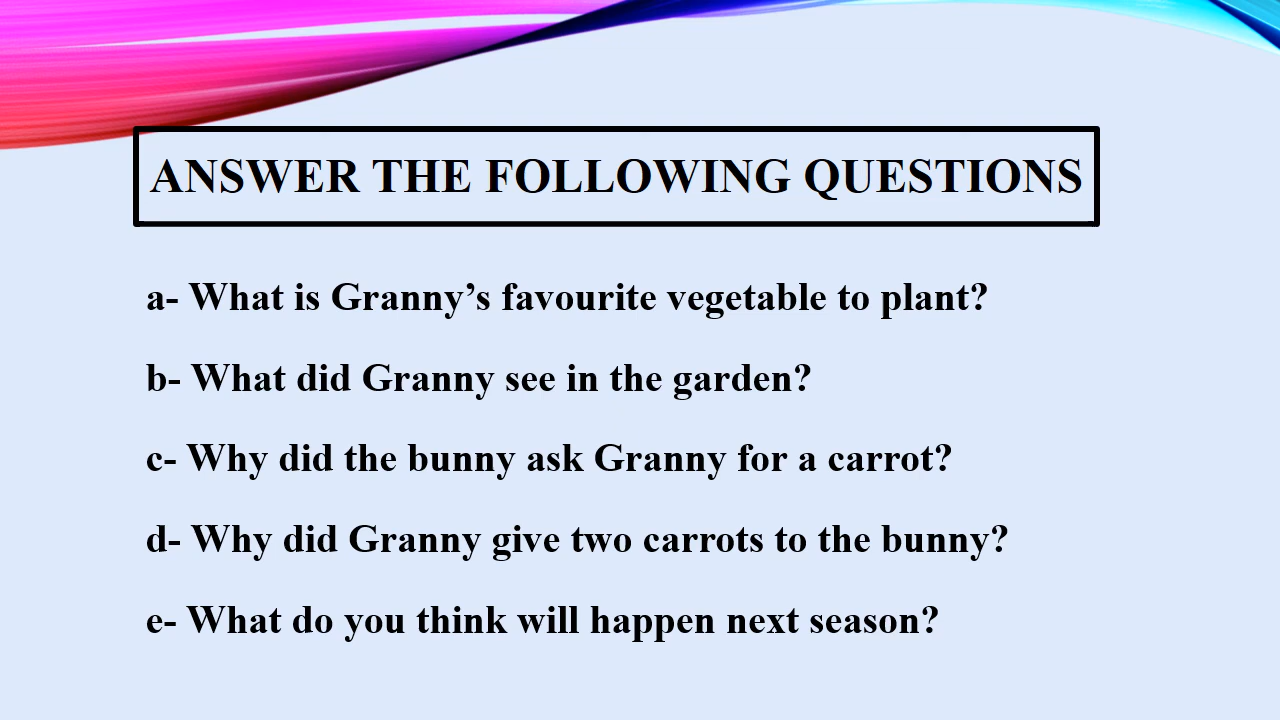 ANSWER THE FOLLOWING QUESTIONS
a- What is Granny’s favourite vegetable to plant?
b- What did Granny see in the garden?
c- Why did the bunny ask Granny for a carrot?
d- Why did Granny give two carrots to the bunny?
e- What do you think will happen next season?